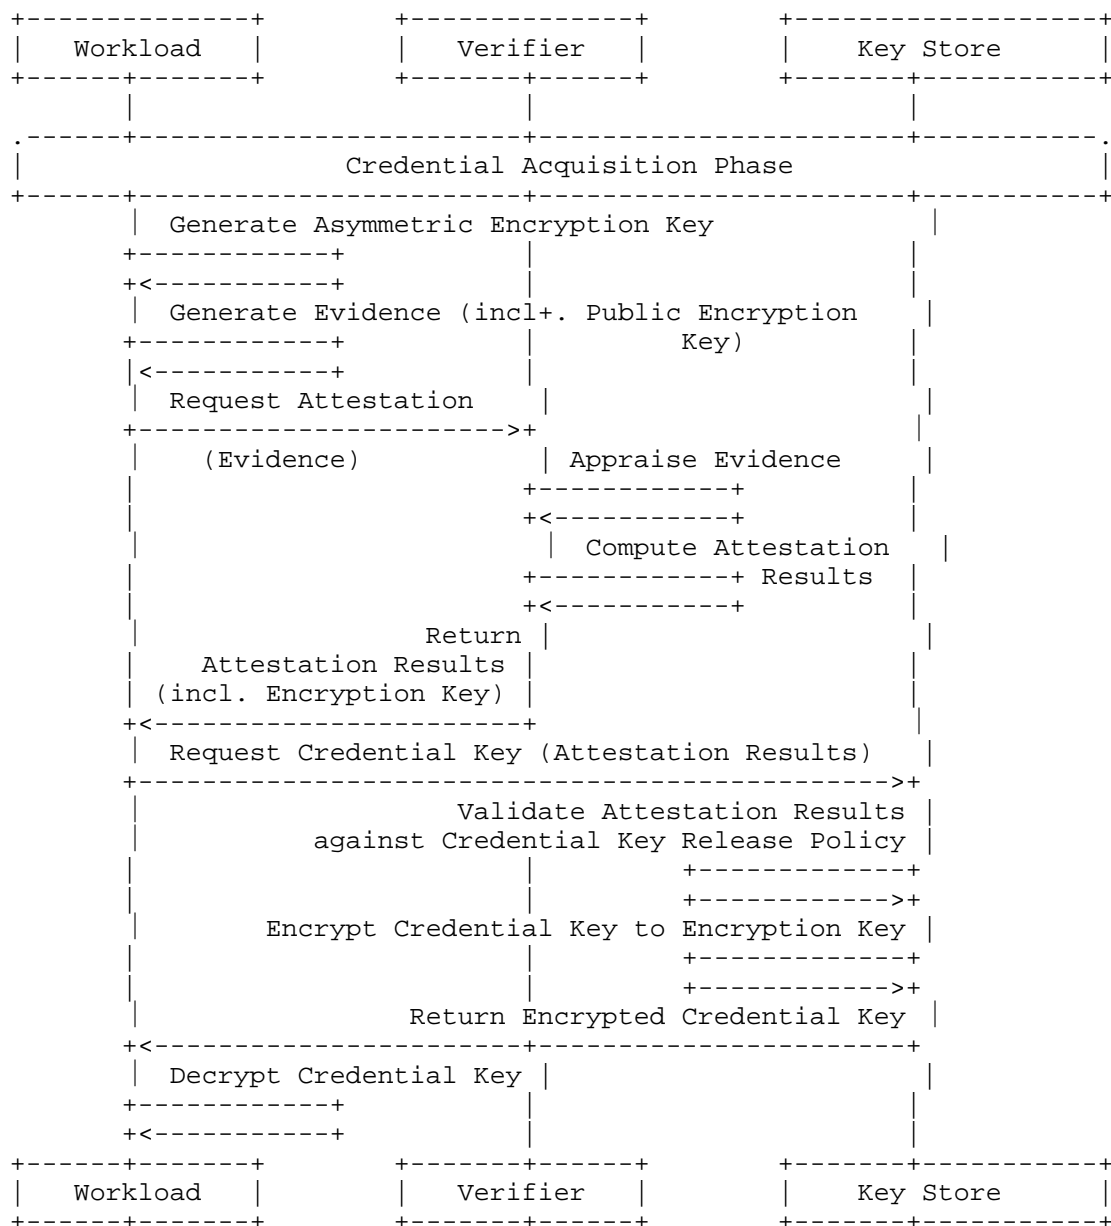 Workload Verifier Key Store
Credential Acquisition Phase
Generate Asymmetric Encryption Key
Generate Evidence (incl+. Public Encryption
Key)
Request Attestation
(Evidence) Appraise Evidence
Compute Attestation
Results
Return
Attestation Results
(incl. Encryption Key)
Request Credential Key (Attestation Results)
Validate Attestation Results
against Credential Key Release Policy
Encrypt Credential Key to Encryption Key
Return Encrypted Credential Key
Decrypt Credential Key
Workload Verifier Key Store